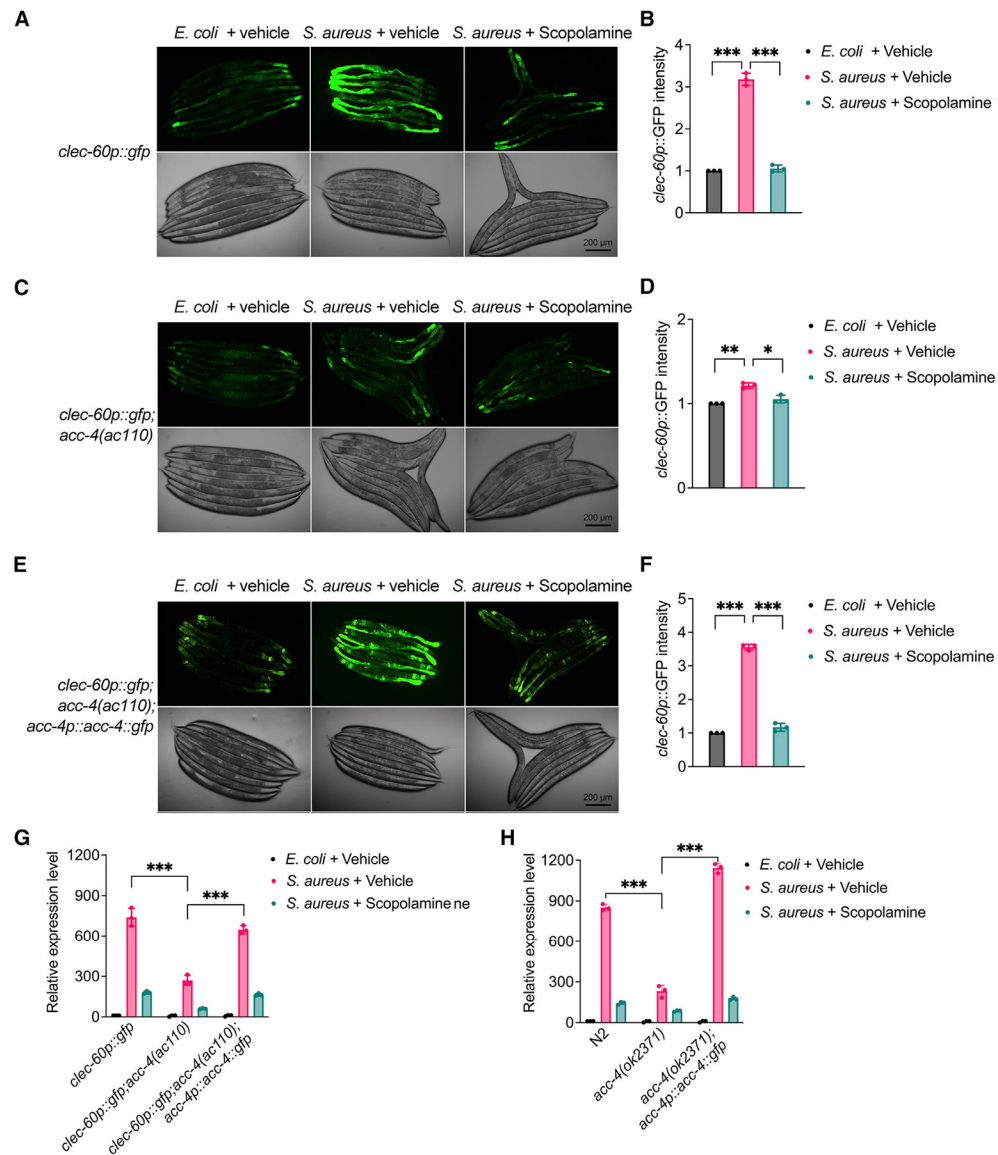 A
E. coli + vehicle S. aureus + vehicle S. aureus + Scopolamine
clec-60p::gfp
200 µm
B
clec-60p::GFP intensity
4
3
2
1
0
*** ***
E. coli + Vehicle
S. aureus + Vehicle
S. aureus + Scopolamine
C
E. coli + vehicle S. aureus + vehicle S. aureus + Scopolamine
clec-60p::gfp;
acc-4(ac110)
200 µm
D
clec-60p::GFP intensity
2
1
0
** *
E. coli + Vehicle
S. aureus + Vehicle
S. aureus + Scopolamine
E
E. coli + vehicle S. aureus + vehicle S. aureus + Scopolamine
clec-60p::gfp;
acc-4(ac110);
acc-4p::acc-4::gfp
200 µm
F
clec-60p::GFP intensity
5
4
3
2
1
0
*** ***
E. coli + Vehicle
S. aureus + Vehicle
S. aureus + Scopolamine
G
Relative expression level
1200
900
600
300
0
***
***
E. coli + Vehicle
S. aureus + Vehicle
S. aureus + Scopolamine ne
clec-60p::gfp
clec-60p::gfp;acc-4(ac110)
clec-60p::gfp;acc-4(ac110);
acc-4p::acc-4::gfp
H
Relative expression level
1200
900
600
300
0
***
***
E. coli + Vehicle
S. aureus + Vehicle
S. aureus + Scopolamine
N2
acc-4(ok2371)
acc-4(ok2371);
acc-4p::acc-4::gfp